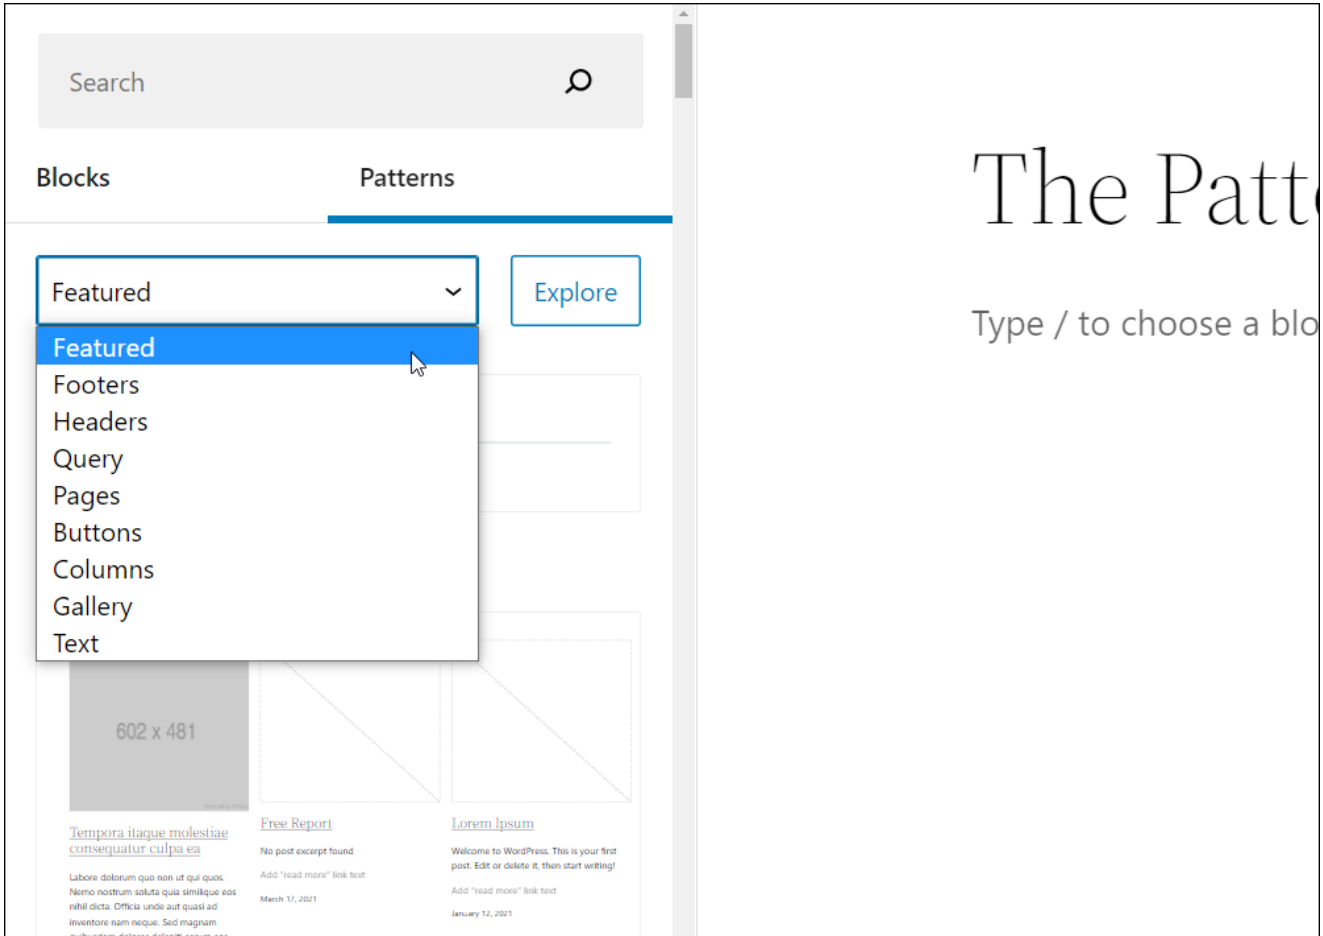 Search
Blocks
Patterns
The Patte
Featured
Explore
Type / to choose a blo
Featured
Footers
Headers
Query
Pages
Buttons
Columns
Gallery
Text
602 x 481
Tempora itaque molestiae
consequatur culpa ea
Labore dolorum quo non ut qui quos.
Nemo nostrum soluta quia similique eos
nihil dicta. Officia unde aut quasi ad
inventore nam neque. Sed magnam
Free Report
No post excerpt found
Add "read more" link text
March 17, 2021
Lorem Ipsum
Welcome to WordPress. This is your first
post. Edit or delete it, then start writing!
Add "read more" link text
January 12, 2021